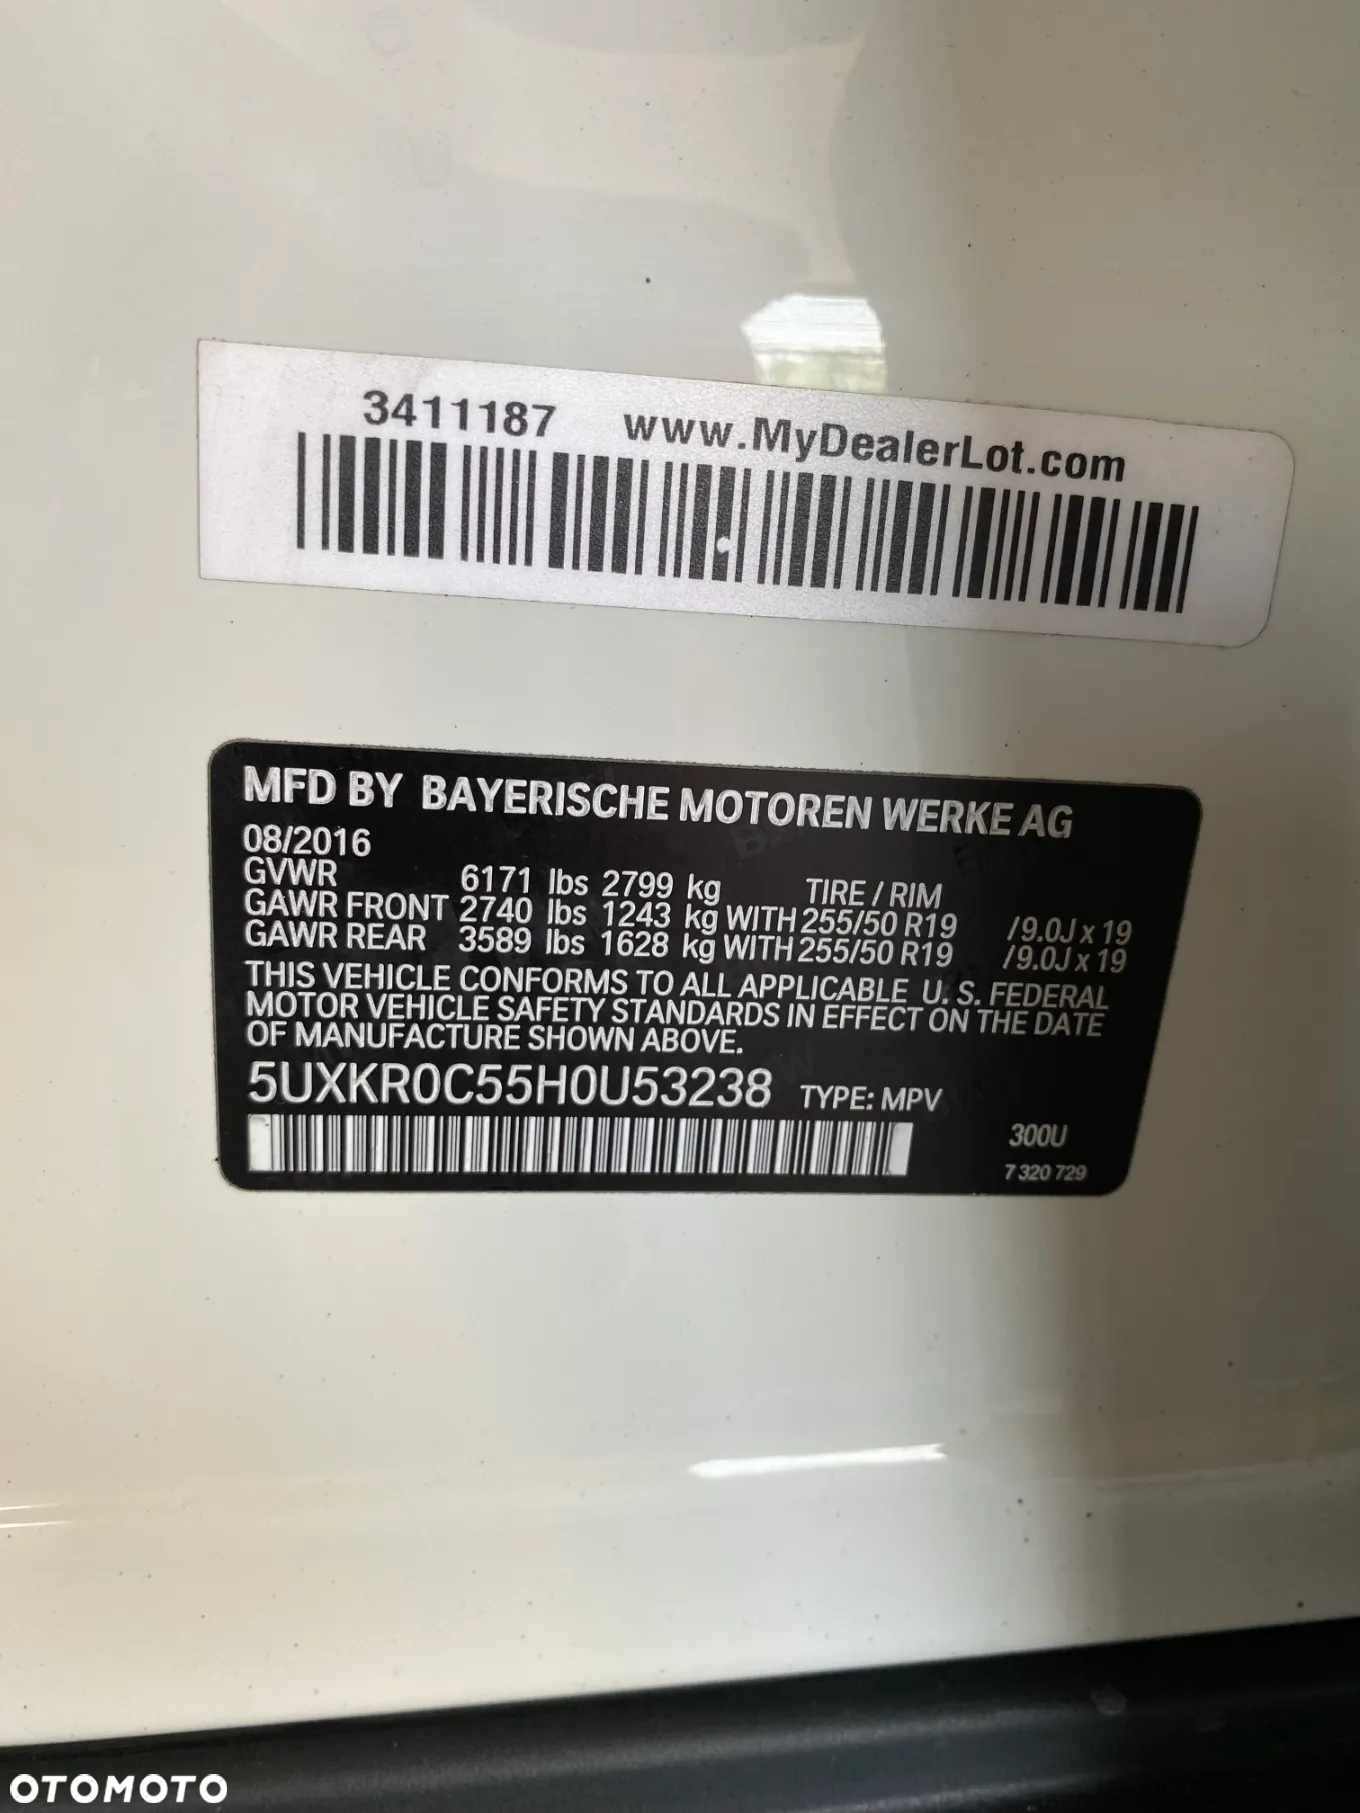 3411187 www.MyDealerLot.com
MFD BY BAYERISCHE MOTOREN WERKE AG
08/2016
GVWR 6171 lbs 2799 kg TIRE / RIM
GAWR FRONT 2740 lbs 1243 kg WITH 255/50 R19 /9.0J x 19
GAWR REAR 3589 lbs 1628 kg WITH 255/50 R19 /9.0J x 19
THIS VEHICLE CONFORMS TO ALL APPLICABLE U. S. FEDERAL
MOTOR VEHICLE SAFETY STANDARDS IN EFFECT ON THE DATE
OF MANUFACTURE SHOWN ABOVE.
5UXKR0C55H0U53238 TYPE: MPV
300U
7 320 729
OTOMOTO